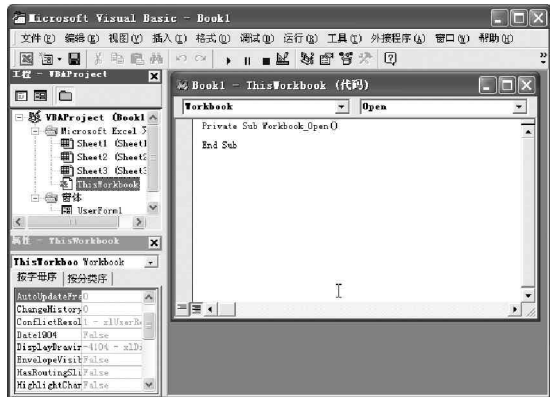 Microsoft Visual Basic - Book1
文件(F) 编辑(E) 视图(V) 插入(I) 格式(O) 调试(D) 运行(R) 工具(T) 外接程序(A) 窗口(W) 帮助(H)
工程 - VBAProject
VBAProject (Book1
Microsoft Excel
Sheet1 (Sheet1
Sheet2 (Sheet2
Sheet3 (Sheet3
ThisWorkbook
窗体
UserForm1
属性 - ThisWorkbook
ThisWorkboo Workbook
按字母序 按分类序
AutoUpdateFre 0
ChangeHistory 0
ConflictResol 1 - xlUserRe
Date1904 False
DisplayDrawin -4104 - xlDi
EnvelopeVisib False
HasRoutingSli False
HighlightChan False
Book1 - ThisWorkbook (代码)
Workbook Open
Private Sub Workbook_Open()
End Sub